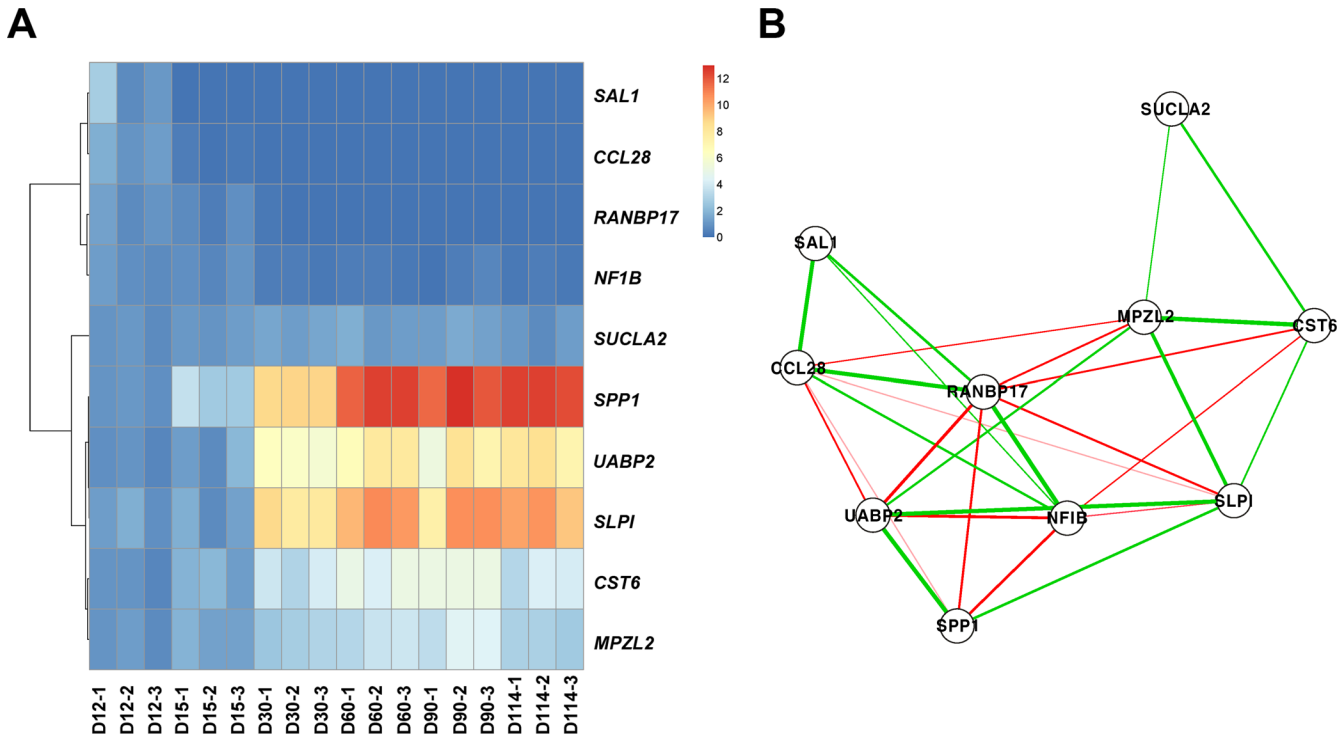 A
B
SAL1
CCL28
RANBP17
NF1B
SUCLA2
SPP1
UABP2
SLPI
CST6
MPZL2
12
10
8
6
4
2
0
D12-1
D12-2
D12-3
D15-1
D15-2
D15-3
D30-1
D30-2
D30-3
D60-1
D60-2
D60-3
D90-1
D90-2
D90-3
D114-1
D114-2
D114-3
SUCLA2
SAL1
MPZL2
CST6
CCL28
RANBP17
SLPI
UABP2
NFIB
SPP1